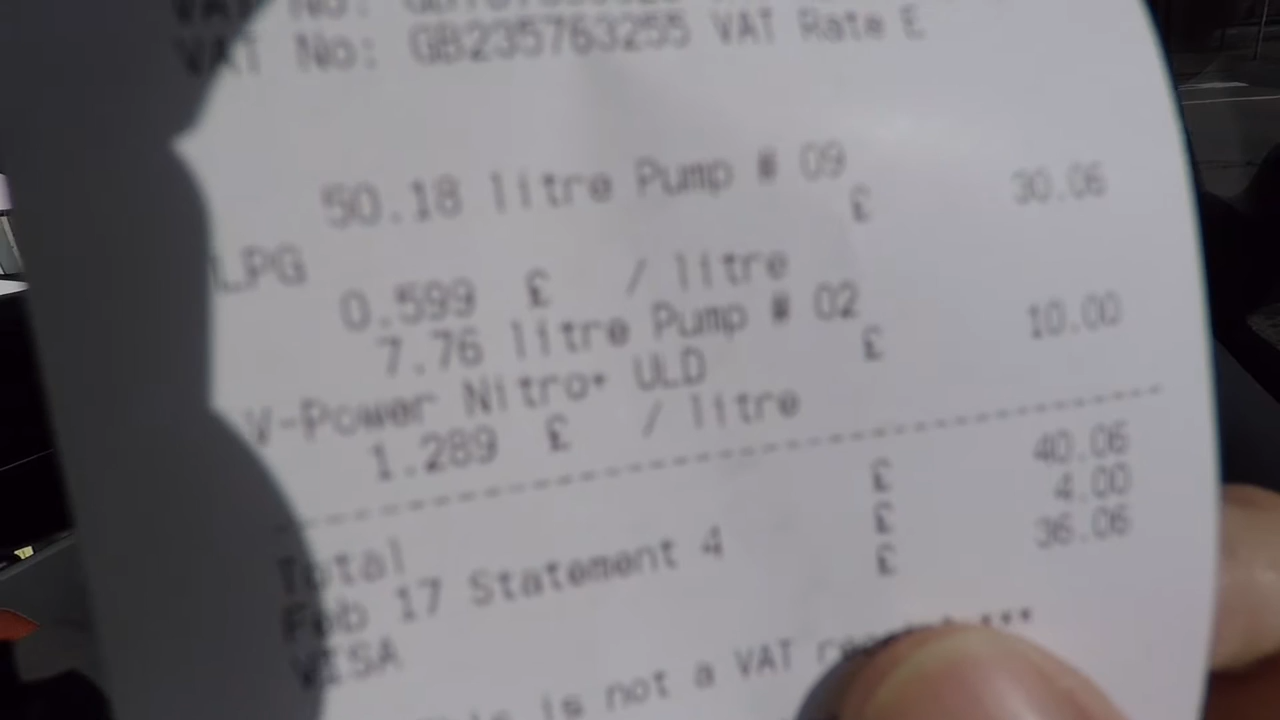 VAT No:
VAT No: GB235763255 VAT Rate E
50.18 litre Pump # 09
£ 30.06
LPG
0.599 £ / litre
7.76 litre Pump # 02
£ 10.00
V-Power Nitro+ ULD
1.289 £ / litre
Total £ 40.06
Feb 17 Statement 4 £ 4.00
VISA £ 36.06
is not a VAT